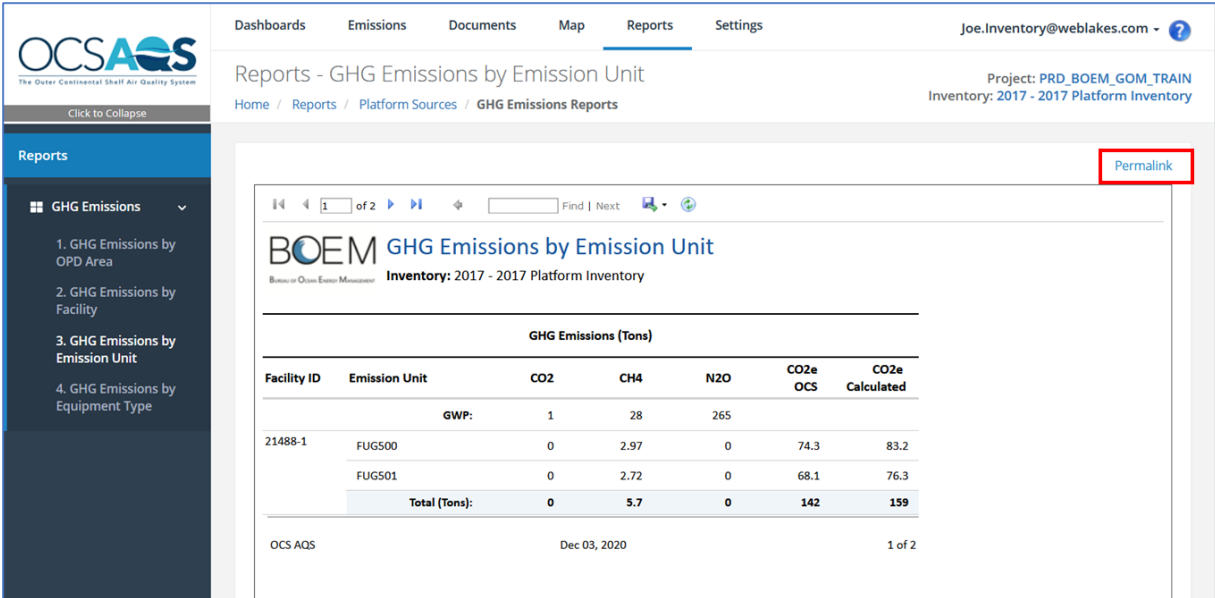 OCSAQS
The Outer Continental Shelf Air Quality System
Click to Collapse
Dashboards Emissions Documents Map Reports Settings
Joe.Inventory@weblakes.com ?
Reports - GHG Emissions by Emission Unit
Home / Reports / Platform Sources / GHG Emissions Reports
Project: PRD_BOEM_GOM_TRAIN
Inventory: 2017 - 2017 Platform Inventory
Reports
GHG Emissions
1. GHG Emissions by
OPD Area
2. GHG Emissions by
Facility
3. GHG Emissions by
Emission Unit
4. GHG Emissions by
Equipment Type
Permalink
1 of 2 Find | Next
BOEM
Bureau of Ocean Energy Management
GHG Emissions by Emission Unit
Inventory: 2017 - 2017 Platform Inventory
GHG Emissions (Tons)
Facility ID Emission Unit CO2 CH4 N2O CO2e OCS CO2e Calculated
GWP: 1 28 265
21488-1 FUG500 0 2.97 0 74.3 83.2
FUG501 0 2.72 0 68.1 76.3
Total (Tons): 0 5.7 0 142 159
OCS AQS Dec 03, 2020 1 of 2